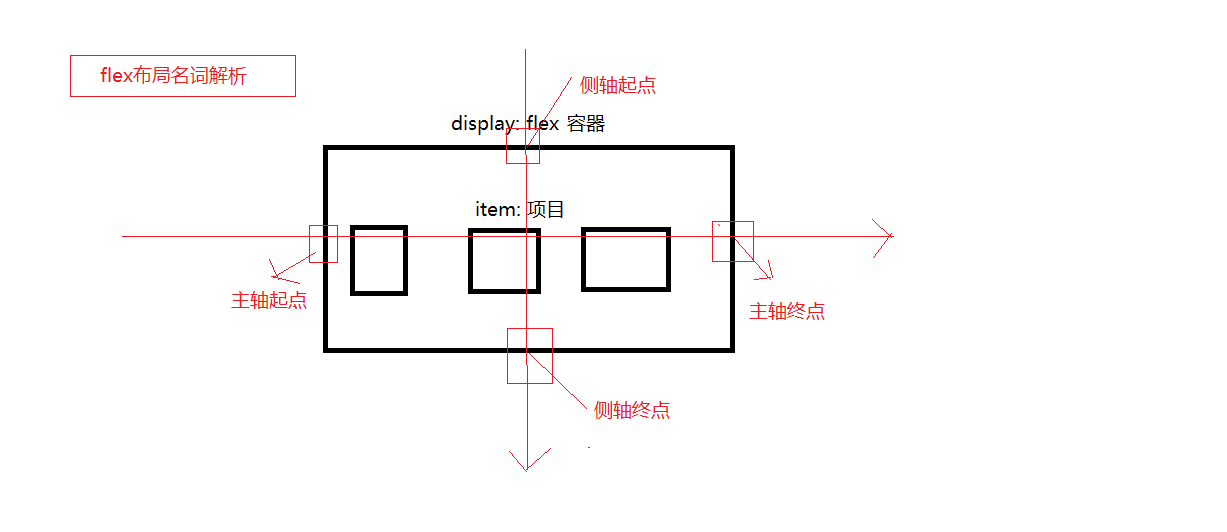 flex布局名词解析
侧轴起点
display: flex 容器
item: 项目
主轴起点
主轴终点
侧轴终点